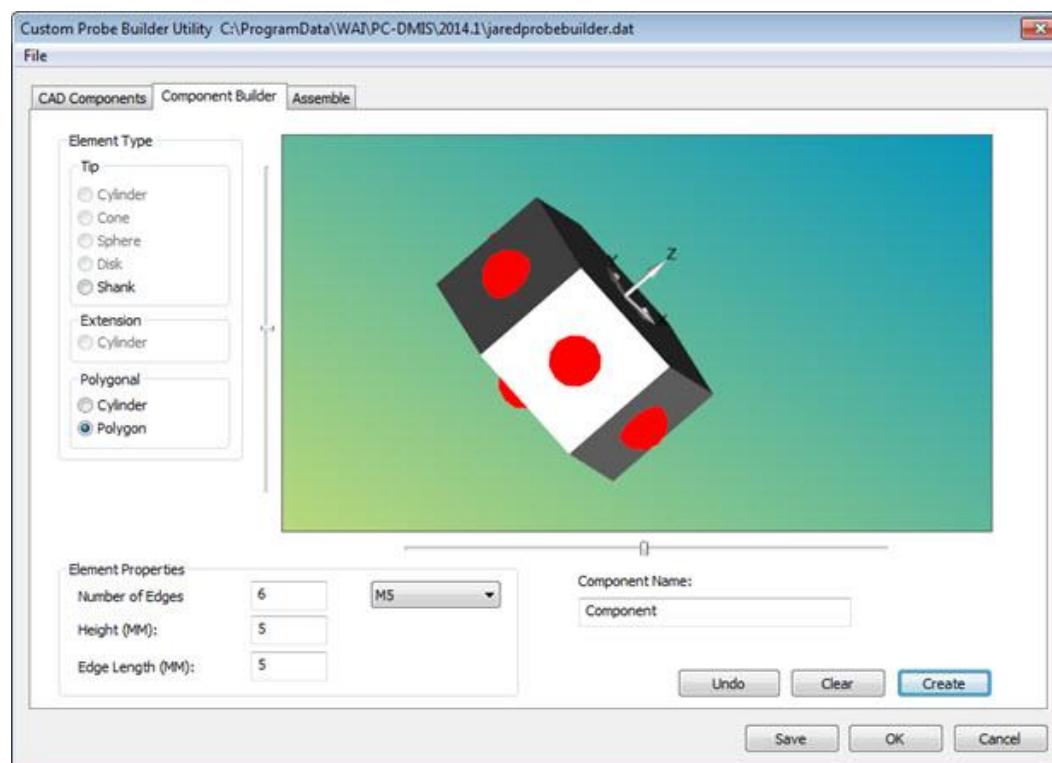 Custom Probe Builder Utility C:\ProgramData\WAI\PC-DMIS\2014.1\jaredprobebuilder.dat
File
CAD Components Component Builder Assemble
Element Type
Tip
Cylinder
Cone
Sphere
Disk
Shank
Extension
Cylinder
Polygonal
Cylinder
Polygon
Z
Element Properties
Number of Edges 6 M5
Height (MM): 5
Edge Length (MM): 5
Component Name:
Component
Undo Clear Create
Save OK Cancel